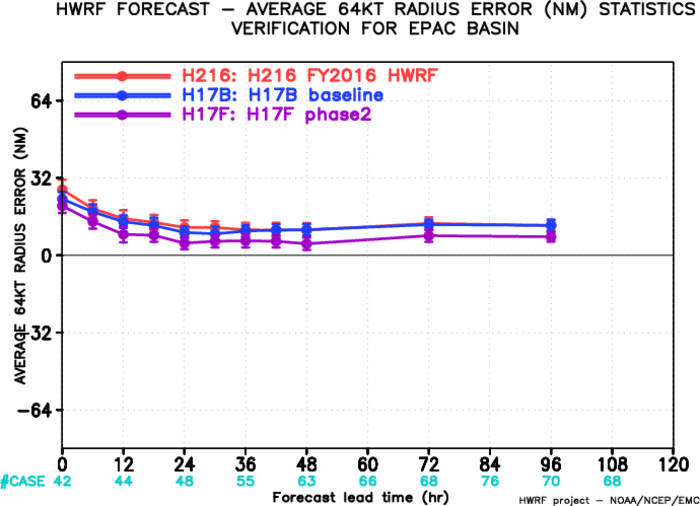 HWRF FORECAST – AVERAGE 64KT RADIUS ERROR (NM) STATISTICS
VERIFICATION FOR EPAC BASIN
H216: H216 FY2016 HWRF
H17B: H17B baseline
H17F: H17F phase2
AVERAGE 64KT RADIUS ERROR (NM)
64
32
0
-32
-64
0 12 24 36 48 60 72 84 96 108 120
#CASE 42 44 48 55 63 66 68 76 70 68
Forecast lead time (hr)
HWRF project – NOAA/NCEP/EMC